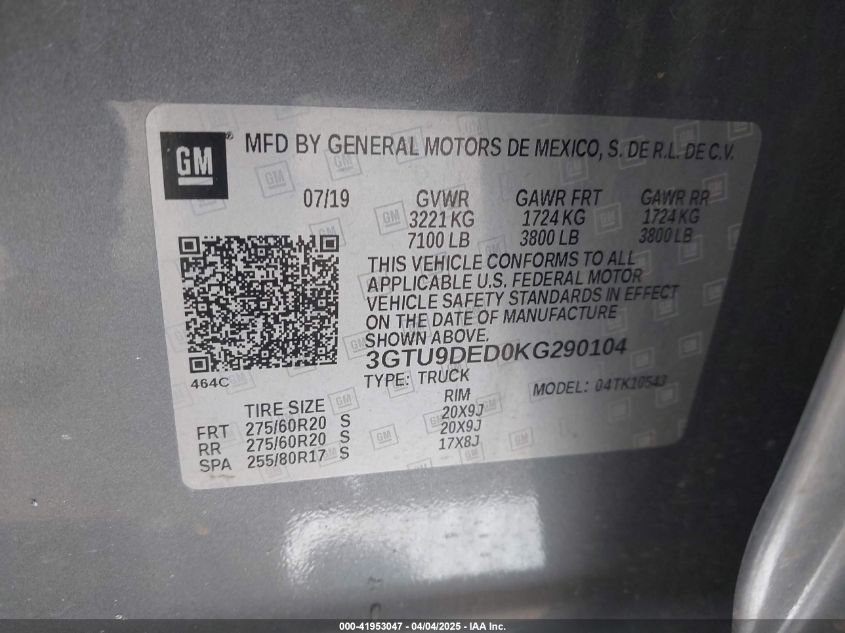 GM
MFD BY GENERAL MOTORS DE MEXICO, S. DE R.L. DE C.V.
07/19 GVWR GAWR FRT GAWR RR
3221 KG 1724 KG 1724 KG
7100 LB 3800 LB 3800 LB
THIS VEHICLE CONFORMS TO ALL
APPLICABLE U.S. FEDERAL MOTOR
VEHICLE SAFETY STANDARDS IN EFFECT
ON THE DATE OF MANUFACTURE
SHOWN ABOVE.
3GTU9DED0KG290104
464C
TYPE: TRUCK MODEL: 04TK10543
TIRE SIZE RIM
FRT 275/60R20 S 20X9J
RR 275/60R20 S 20X9J
SPA 255/80R17 S 17X8J
000-41953047 - 04/04/2025 - IAA Inc.